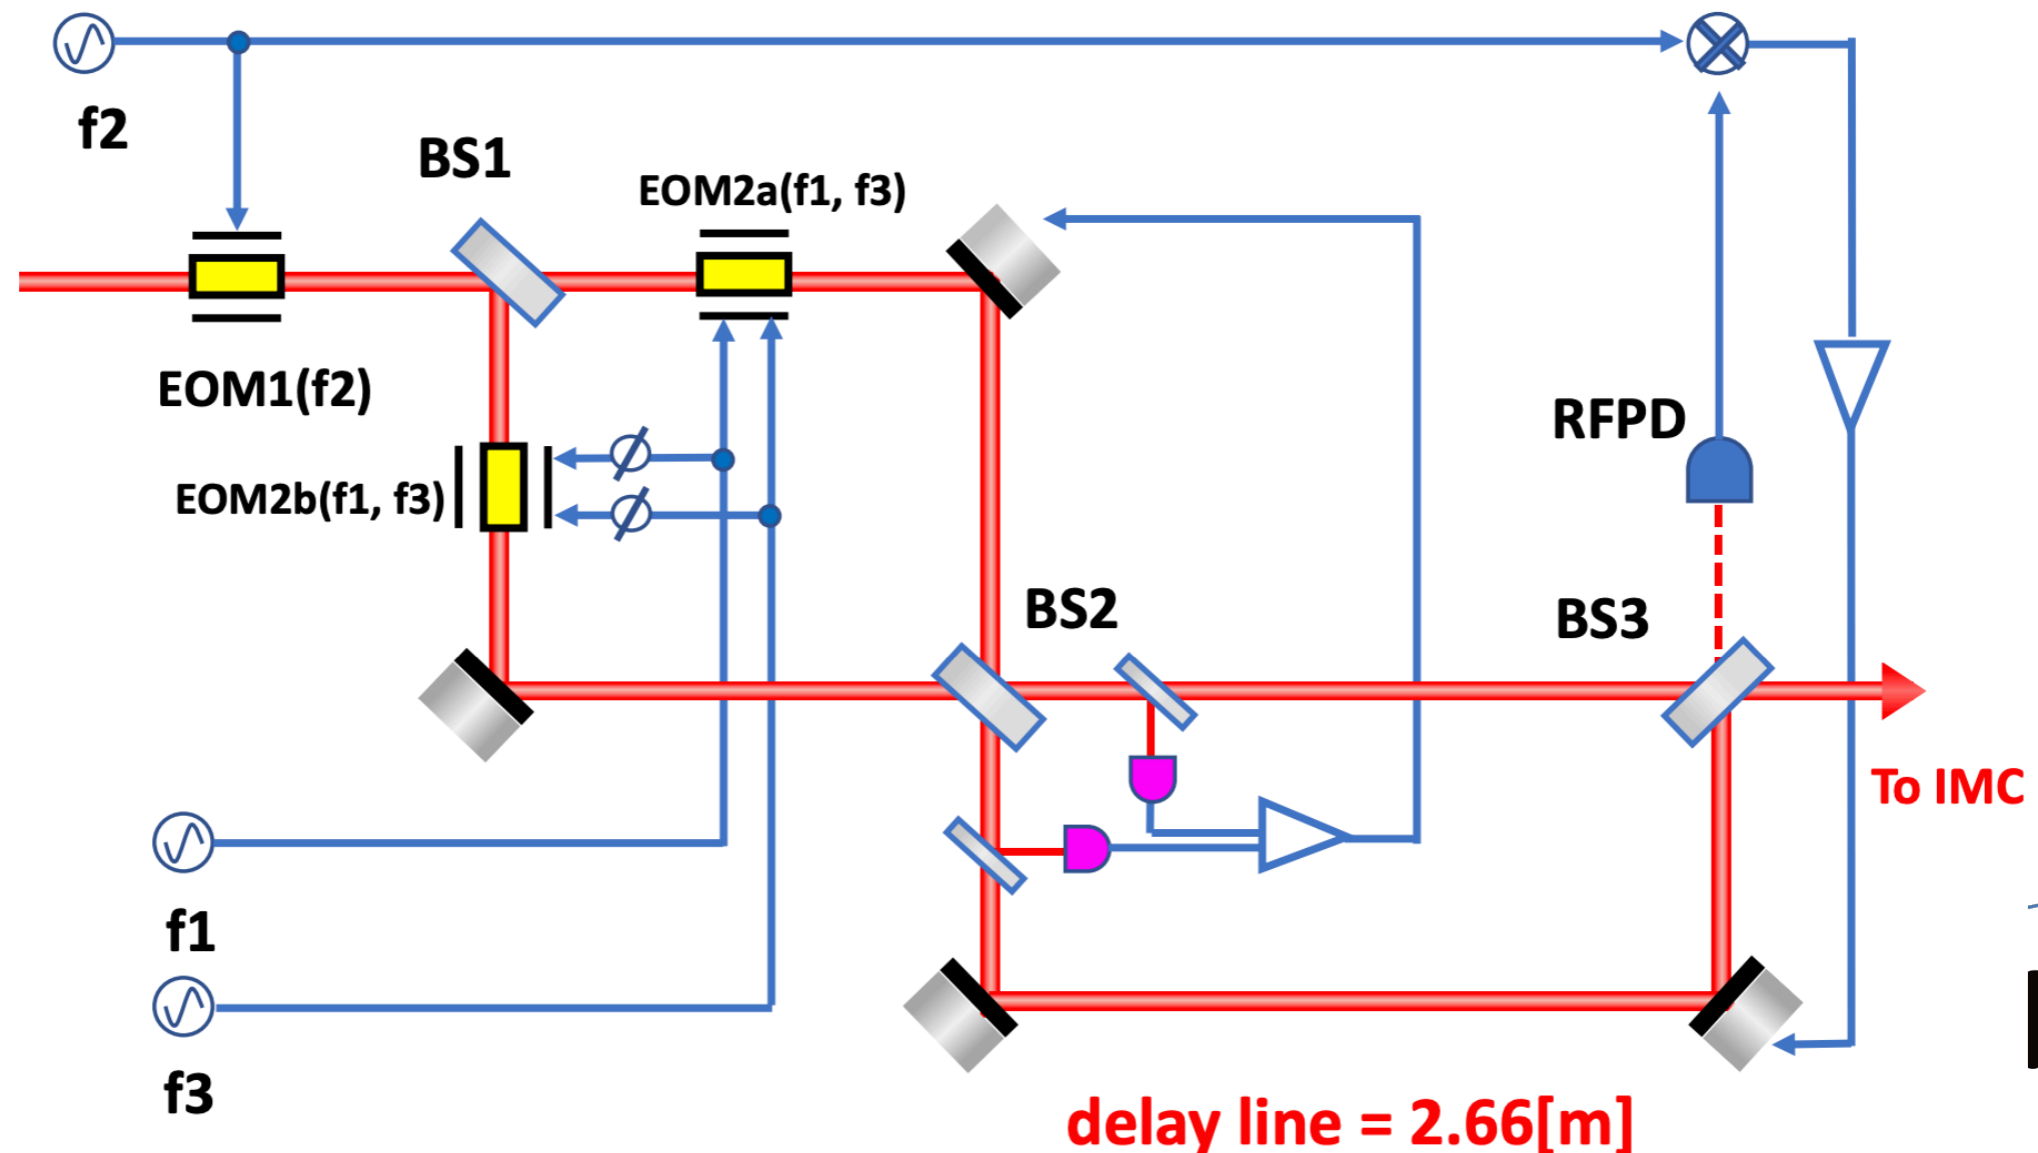 f2
BS1
EOM2a(f1, f3)
EOM1(f2)
RFPD
EOM2b(f1, f3)
BS2
BS3
To IMC
f1
f3
delay line = 2.66[m]